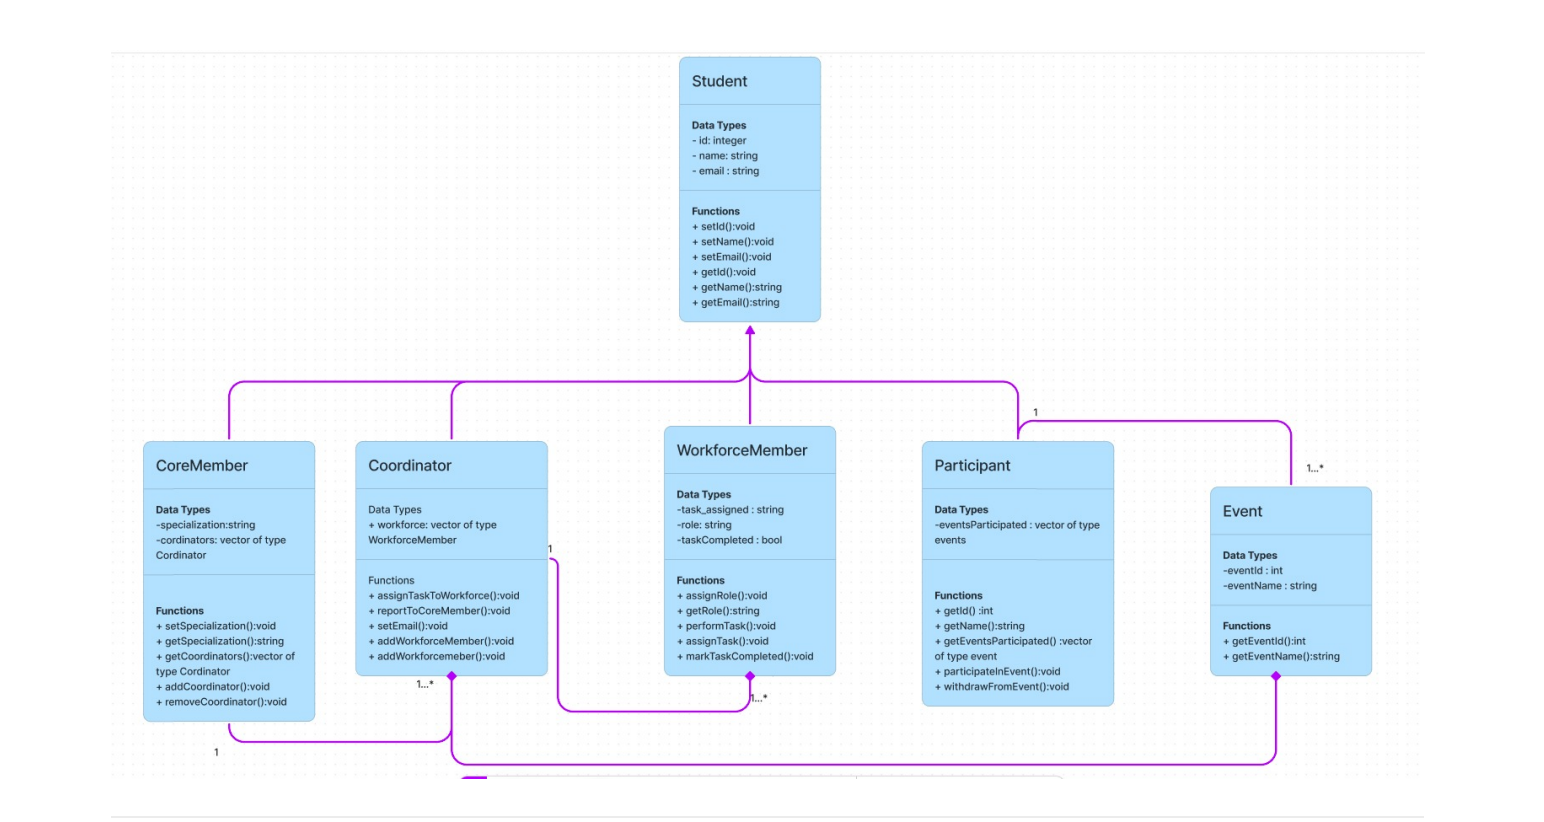 Student
Data Types
- id: integer
- name: string
- email : string
Functions
+ setId():void
+ setName():void
+ setEmail():void
+ getId():void
+ getName():string
+ getEmail():string
CoreMember
Data Types
-specialization:string
-cordinators: vector of type
Cordinator
Functions
+ setSpecialization():void
+ getSpecialization():string
+ getCoordinators():vector of
type Cordinator
+ addCoordinator():void
+ removeCoordinator():void
1
Coordinator
Data Types
+ workforce: vector of type
WorkforceMember
Functions
+ assignTaskToWorkforce():void
+ reportToCoreMember():void
+ setEmail():void
+ addWorkforceMember():void
+ addWorkforcemeber():void
1...*
1
WorkforceMember
Data Types
-task_assigned : string
-role: string
-taskCompleted : bool
Functions
+ assignRole():void
+ getRole():string
+ performTask():void
+ assignTask():void
+ markTaskCompleted():void
1...*
Participant
Data Types
-eventsParticipated : vector of type
events
Functions
+ getId() :int
+ getName():string
+ getEventsParticipated() :vector
of type event
+ participateInEvent():void
+ withdrawFromEvent():void
1
1...*
Event
Data Types
-eventId : int
-eventName : string
Functions
+ getEventId():int
+ getEventName():string